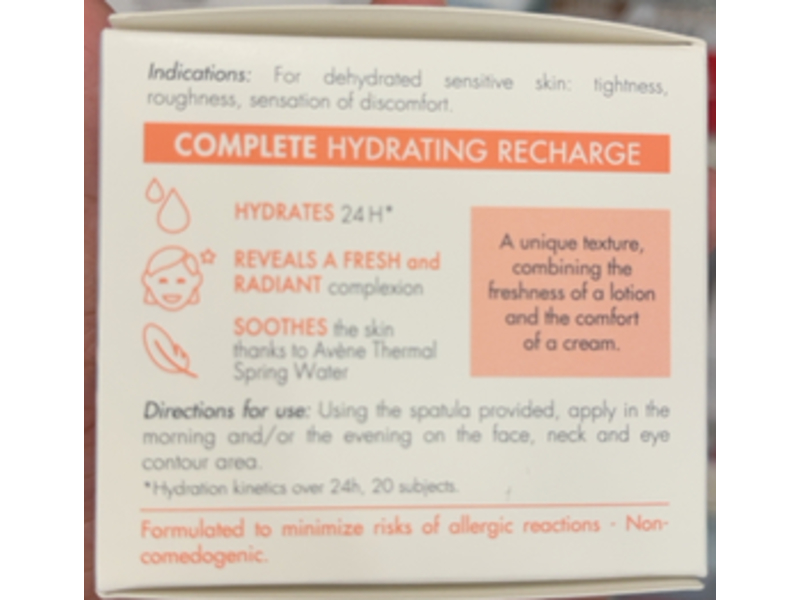 Indications: For dehydrated sensitive skin: tightness,
roughness, sensation of discomfort.
COMPLETE HYDRATING RECHARGE
HYDRATES 24H*
REVEALS A FRESH and
RADIANT complexion
SOOTHES the skin
thanks to Avène Thermal
Spring Water
A unique texture,
combining the
freshness of a lotion
and the comfort
of a cream.
Directions for use: Using the spatula provided, apply in the
morning and/or the evening on the face, neck and eye
contour area.
*Hydration kinetics over 24h, 20 subjects.
Formulated to minimize risks of allergic reactions - Non-
comedogenic.